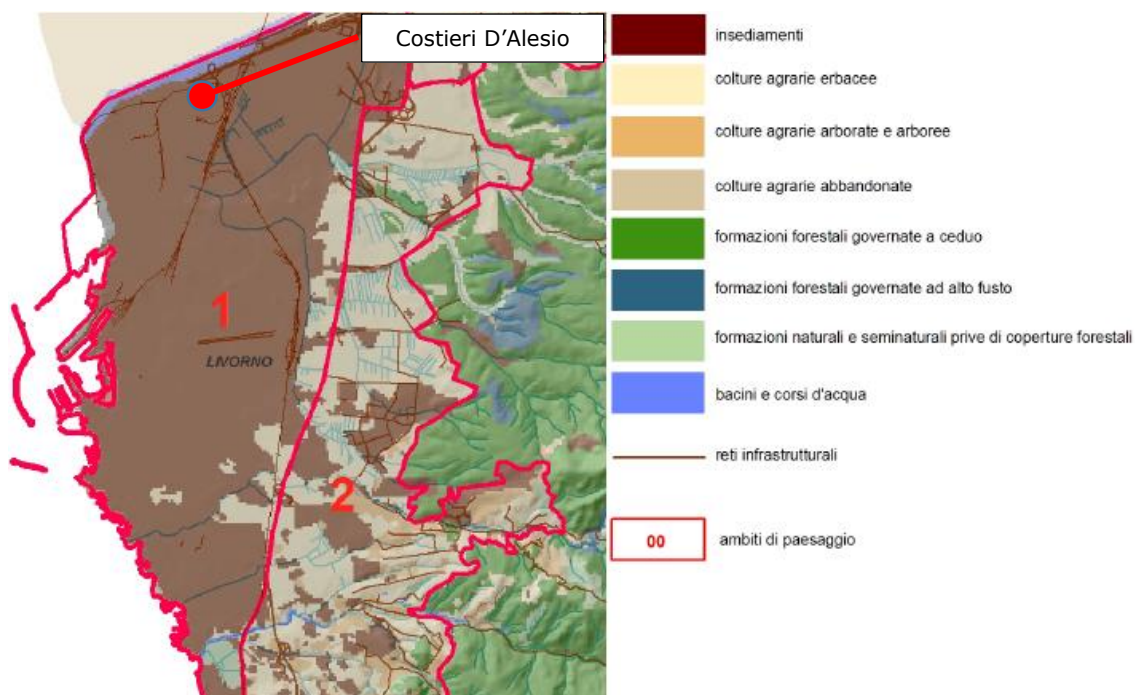 Costieri D'Alesio
1
LIVORNO
2
insediamenti
colture agrarie erbacee
colture agrarie arborate e arboree
colture agrarie abbandonate
formazioni forestali governate a ceduo
formazioni forestali governate ad alto fusto
formazioni naturali e seminaturali prive di coperture forestali
bacini e corsi d'acqua
reti infrastrutturali
00
ambiti di paesaggio